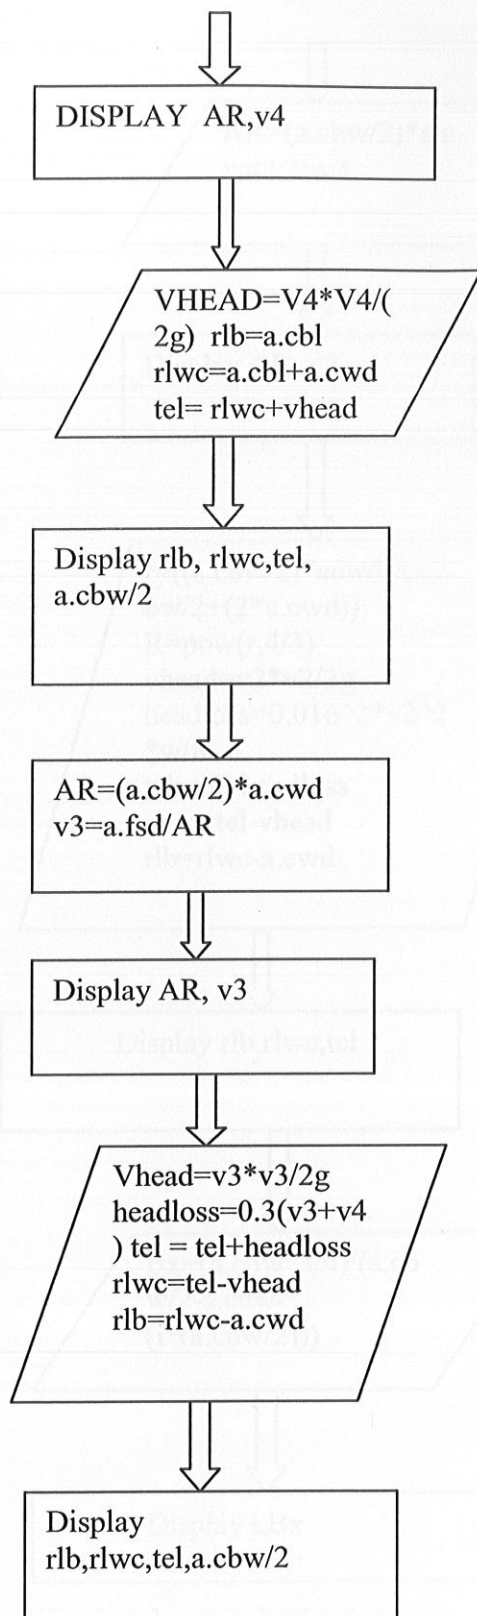 DISPLAY AR,v4
VHEAD=V4*V4/(
2g) rlb=a.cbl
rlwc=a.cbl+a.cwd
tel= rlwc+vhead
Display rlb, rlwc,tel,
a.cbw/2
AR=(a.cbw/2)*a.cwd
v3=a.fsd/AR
Display AR, v3
Vhead=v3*v3/2g
headloss=0.3(v3+v4
) tel = tel+headloss
rlwc=tel-vhead
rlb=rlwc-a.cwd
Display
rlb,rlwc,tel,a.cbw/2